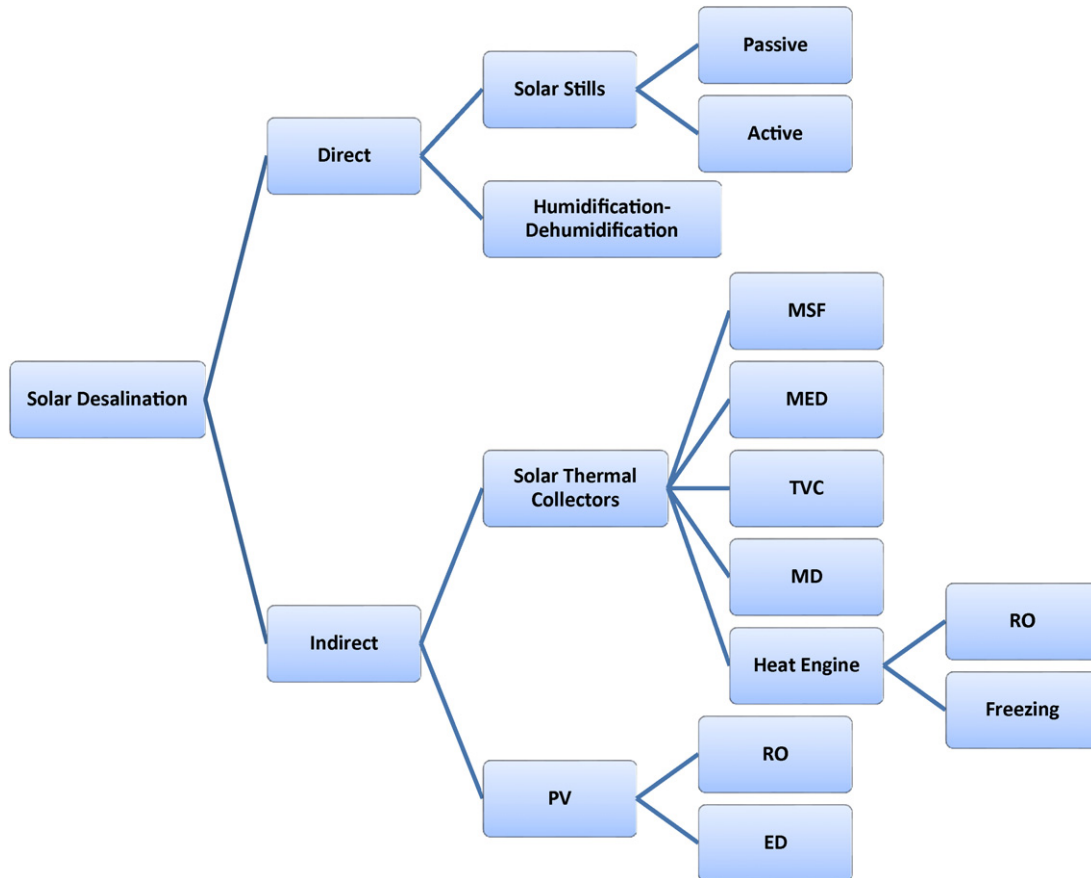 Solar Desalination
Direct
Solar Stills
Passive
Active
Humidification-
Dehumidification
Indirect
Solar Thermal
Collectors
MSF
MED
TVC
MD
Heat Engine
RO
Freezing
PV
RO
ED